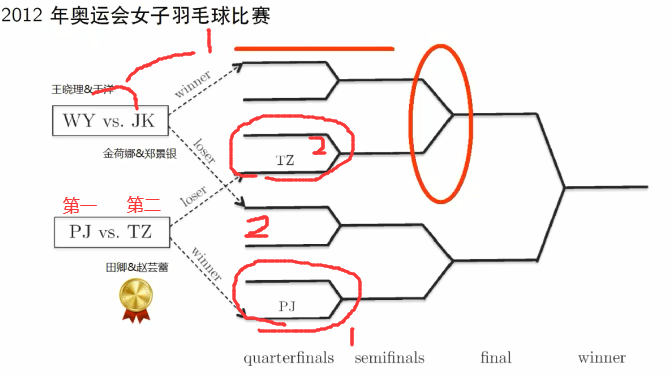 2012 年奥运会女子羽毛球比赛
1
王晓理&于洋
winner
WY vs. JK
金荷娜&郑景银
loser
TZ
2
第一 第二
loser
PJ vs. TZ
2
winner
田卿&赵芸蕾
PJ
1
quarterfinals semifinals final winner